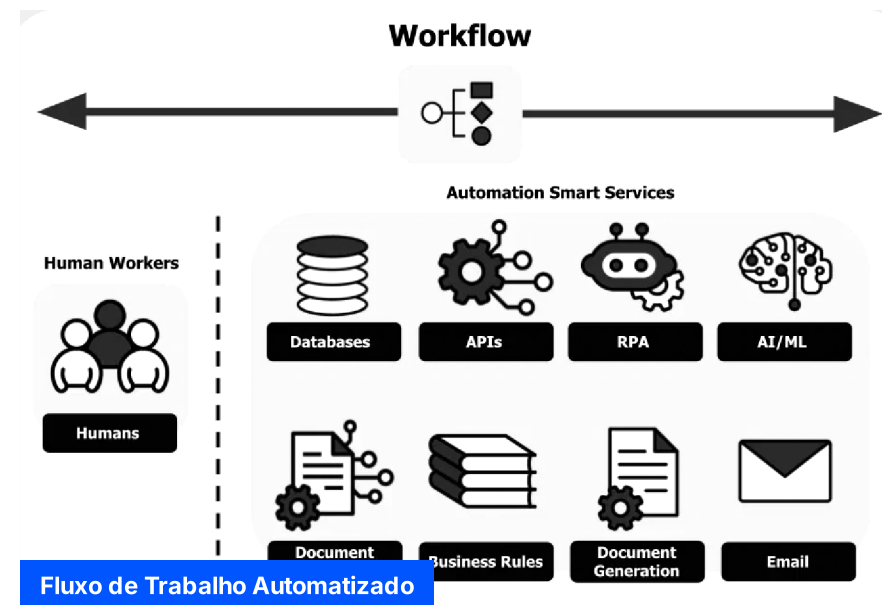 Workflow
Automation Smart Services
Human Workers
Databases
APIs
RPA
AI/ML
Humans
Document
Business Rules
Document
Generation
Email
Fluxo de Trabalho Automatizado